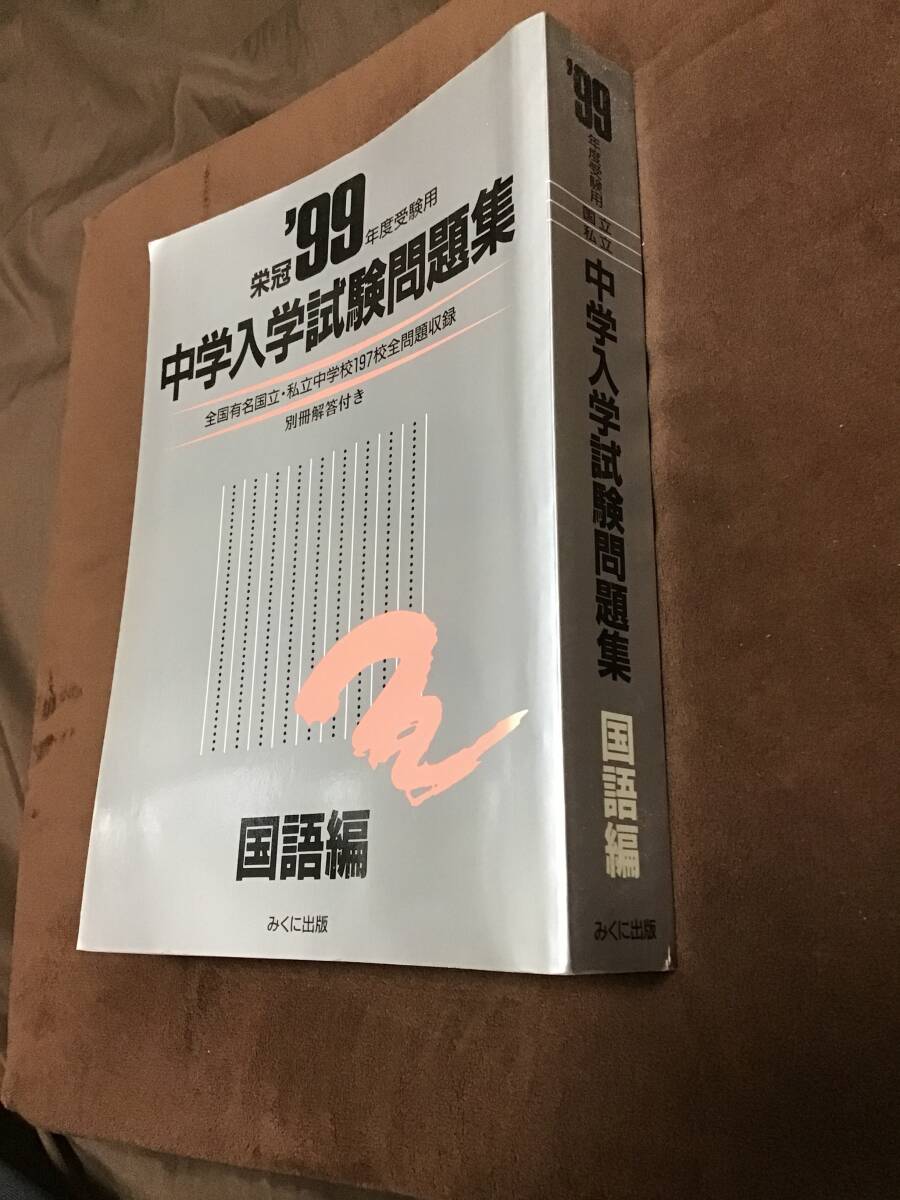 栄冠 '99年度受験用
中学入学試験問題集
全国有名国立・私立中学校197校全問題収録
別冊解答付き
国語編
みくに出版
'99年度受験用
国立
私立
中学入学試験問題集
国語編
みくに出版